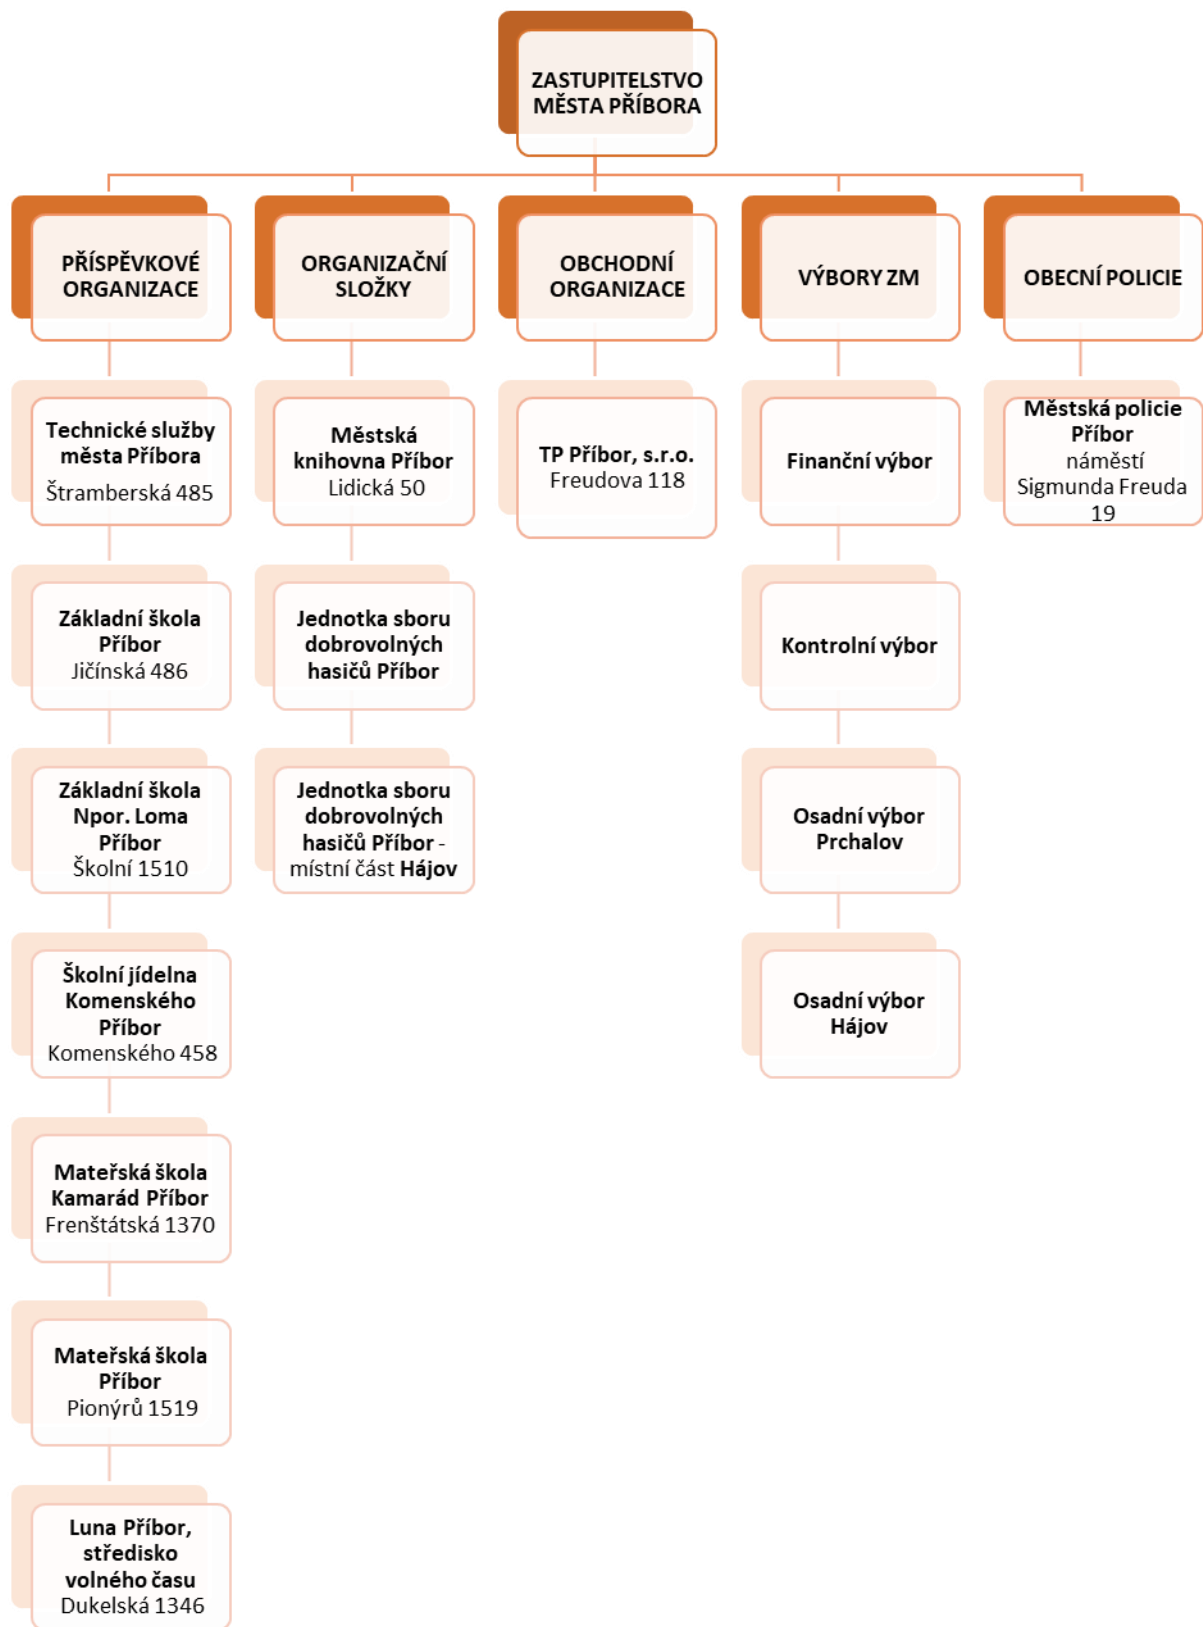 ZASTUPITELSTVO
MĚSTA PŘÍBORA
PŘÍSPĚVKOVÉ
ORGANIZACE
Technické služby
města Příbora
Štramberská 485
Základní škola
Příbor
Jičínská 486
Základní škola
Npor. Loma
Příbor
Školní 1510
Školní jídelna
Komenského
Příbor
Komenského 458
Mateřská škola
Kamarád Příbor
Frenštátská 1370
Mateřská škola
Příbor
Pionýrů 1519
Luna Příbor,
středisko
volného času
Dukelská 1346
ORGANIZAČNÍ
SLOŽKY
Městská
knihovna Příbor
Lidická 50
Jednotka sboru
dobrovolných
hasičů Příbor
Jednotka sboru
dobrovolných
hasičů Příbor -
místní část Hájov
OBCHODNÍ
ORGANIZACE
TP Příbor, s.r.o.
Freudova 118
VÝBORY ZM
Finanční výbor
Kontrolní výbor
Osadní výbor
Prchalov
Osadní výbor
Hájov
OBECNÍ POLICIE
Městská policie
Příbor
náměstí
Sigmunda Freuda
19